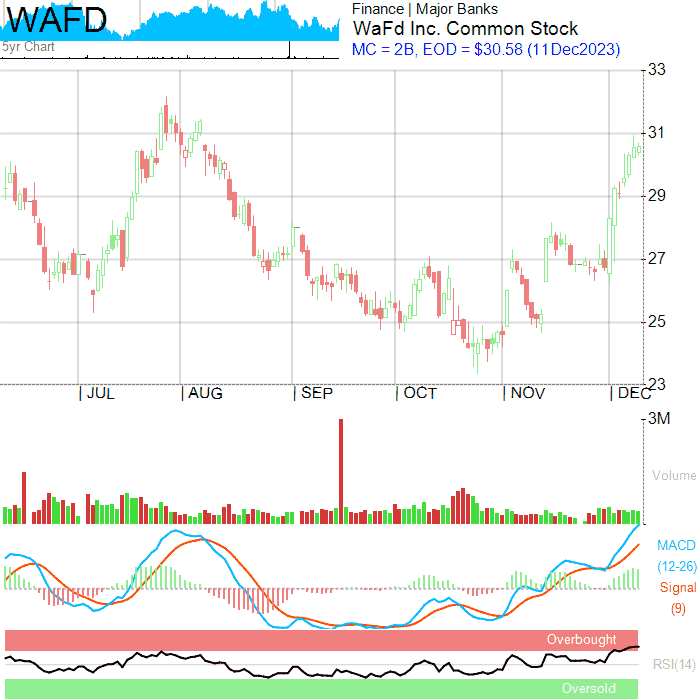 WAFD
5yr Chart
Finance | Major Banks
WaFd Inc. Common Stock
MC = 2B, EOD = $30.58 (11Dec2023)
33
31
29
27
25
23
| JUL | AUG | SEP | OCT | NOV | DEC
3M
Volume
MACD
(12-26)
Signal
(9)
Overbought
RSI(14)
Oversold